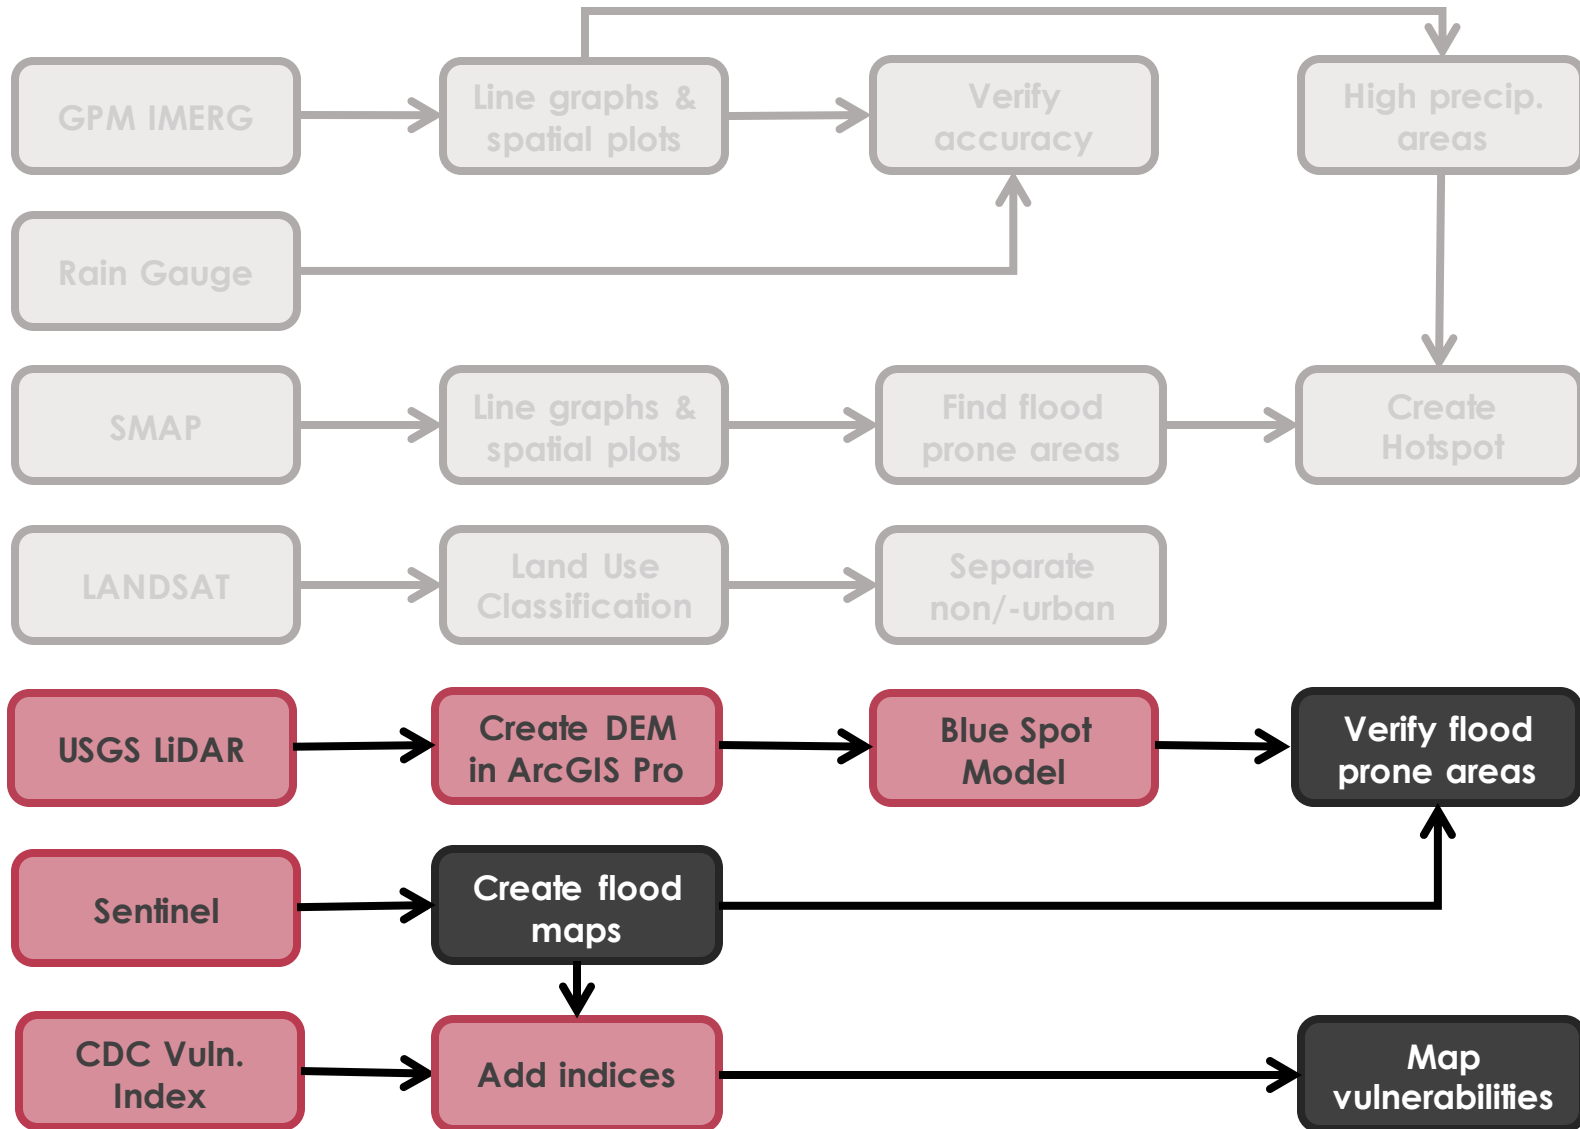 GPM IMERG
Line graphs &
spatial plots
Verify
accuracy
High precip.
areas
Rain Gauge
SMAP
Line graphs &
spatial plots
Find flood
prone areas
Create
Hotspot
LANDSAT
Land Use
Classification
Separate
non/-urban
USGS LiDAR
Create DEM
in ArcGIS Pro
Blue Spot
Model
Verify flood
prone areas
Sentinel
Create flood
maps
CDC Vuln.
Index
Add indices
Map
vulnerabilities